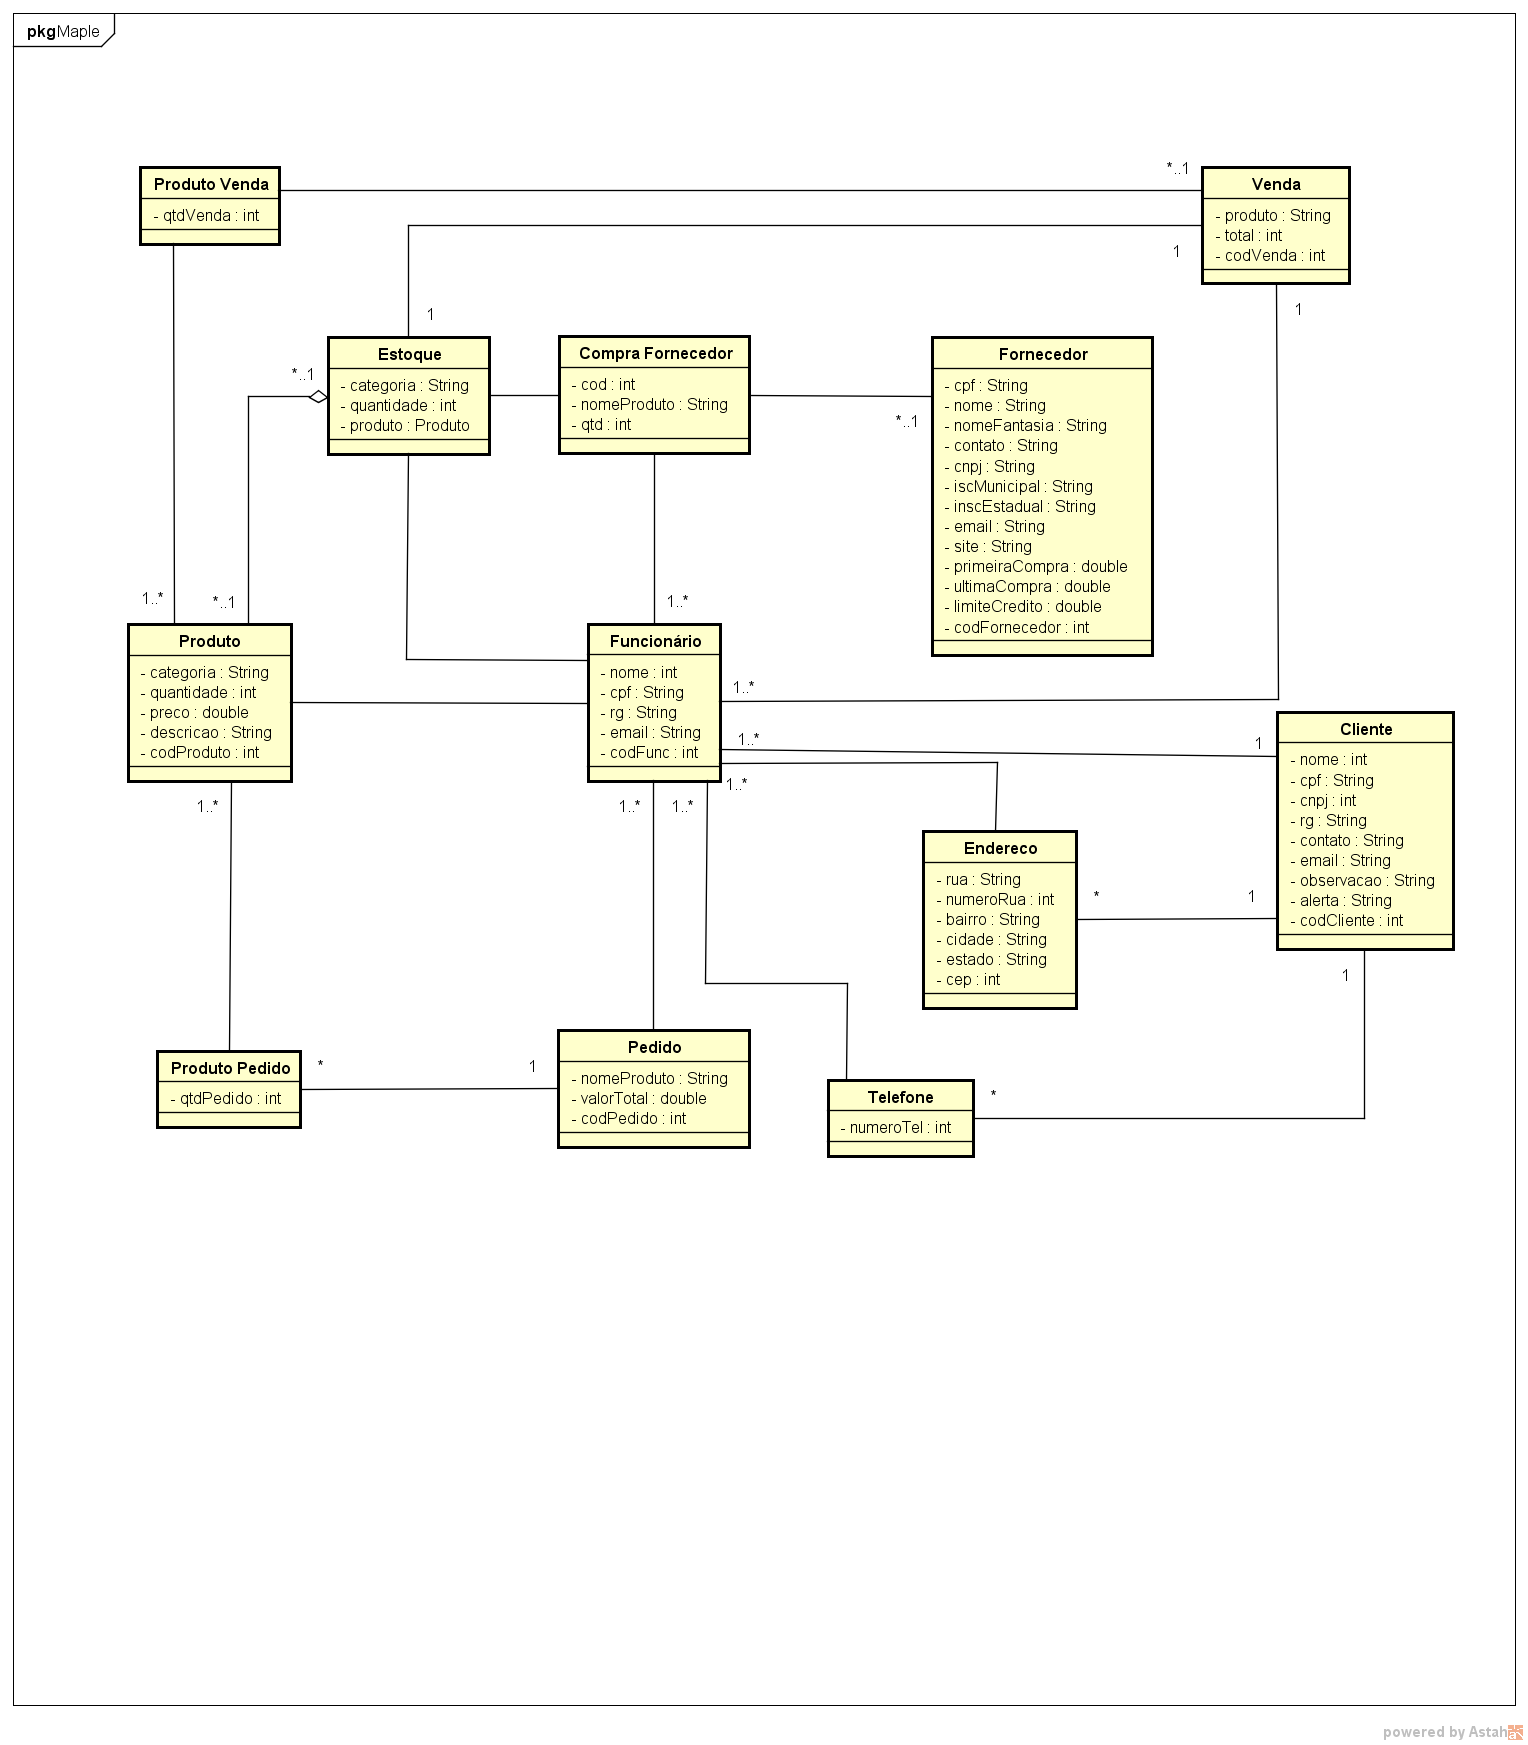 pkgMaple
Produto Venda
- qtdVenda : int
*..1
Venda
- produto : String
- total : int
- codVenda : int
1
1
1
Estoque
- categoria : String
- quantidade : int
- produto : Produto
*..1
Compra Fornecedor
- cod : int
- nomeProduto : String
- qtd : int
*..1
Fornecedor
- cpf : String
- nome : String
- nomeFantasia : String
- contato : String
- cnpj : String
- iscMunicipal : String
- inscEstadual : String
- email : String
- site : String
- primeiraCompra : double
- ultimaCompra : double
- limiteCredito : double
- codFornecedor : int
1..*
*..1
1..*
Produto
- categoria : String
- quantidade : int
- preco : double
- descricao : String
- codProduto : int
Funcionário
- nome : int
- cpf : String
- rg : String
- email : String
- codFunc : int
1..*
1..*
1
1..*
Cliente
- nome : int
- cpf : String
- cnpj : int
- rg : String
- contato : String
- email : String
- observacao : String
- alerta : String
- codCliente : int
1..*
1..*
1..*
Endereco
- rua : String
- numeroRua : int
- bairro : String
- cidade : String
- estado : String
- cep : int
*
1
1
Produto Pedido
- qtdPedido : int
*
1
Pedido
- nomeProduto : String
- valorTotal : double
- codPedido : int
Telefone
- numeroTel : int
*
powered by Astah